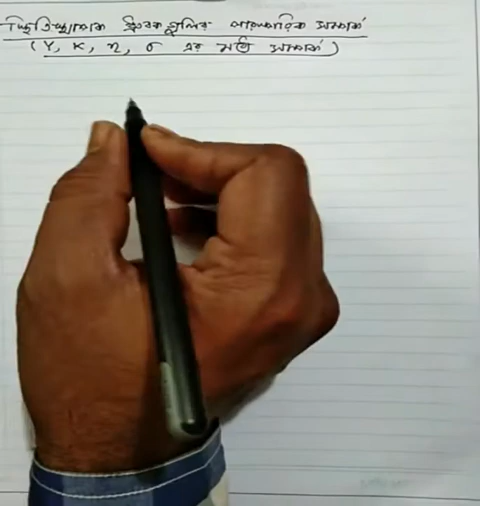 স্থিতিস্থাপক ধ্রুবকগুলির পারস্পরিক সম্পর্ক
(Y, K, η, σ এর মধ্যে সম্পর্ক)